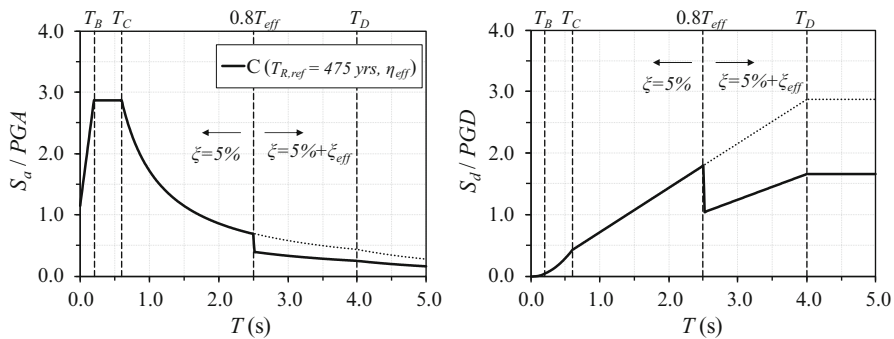 T_B T_C 0.8T_eff T_D
4.0
3.0
2.0
1.0
0.0
S_a / PGA
C (T_R,ref = 475 yrs, η_eff)
ξ=5% ξ=5%+ξ_eff
0.0 1.0 2.0 3.0 4.0 5.0
T (s)
T_B T_C 0.8T_eff T_D
4.0
3.0
2.0
1.0
0.0
S_d / PGD
ξ=5% ξ=5%+ξ_eff
0.0 1.0 2.0 3.0 4.0 5.0
T (s)